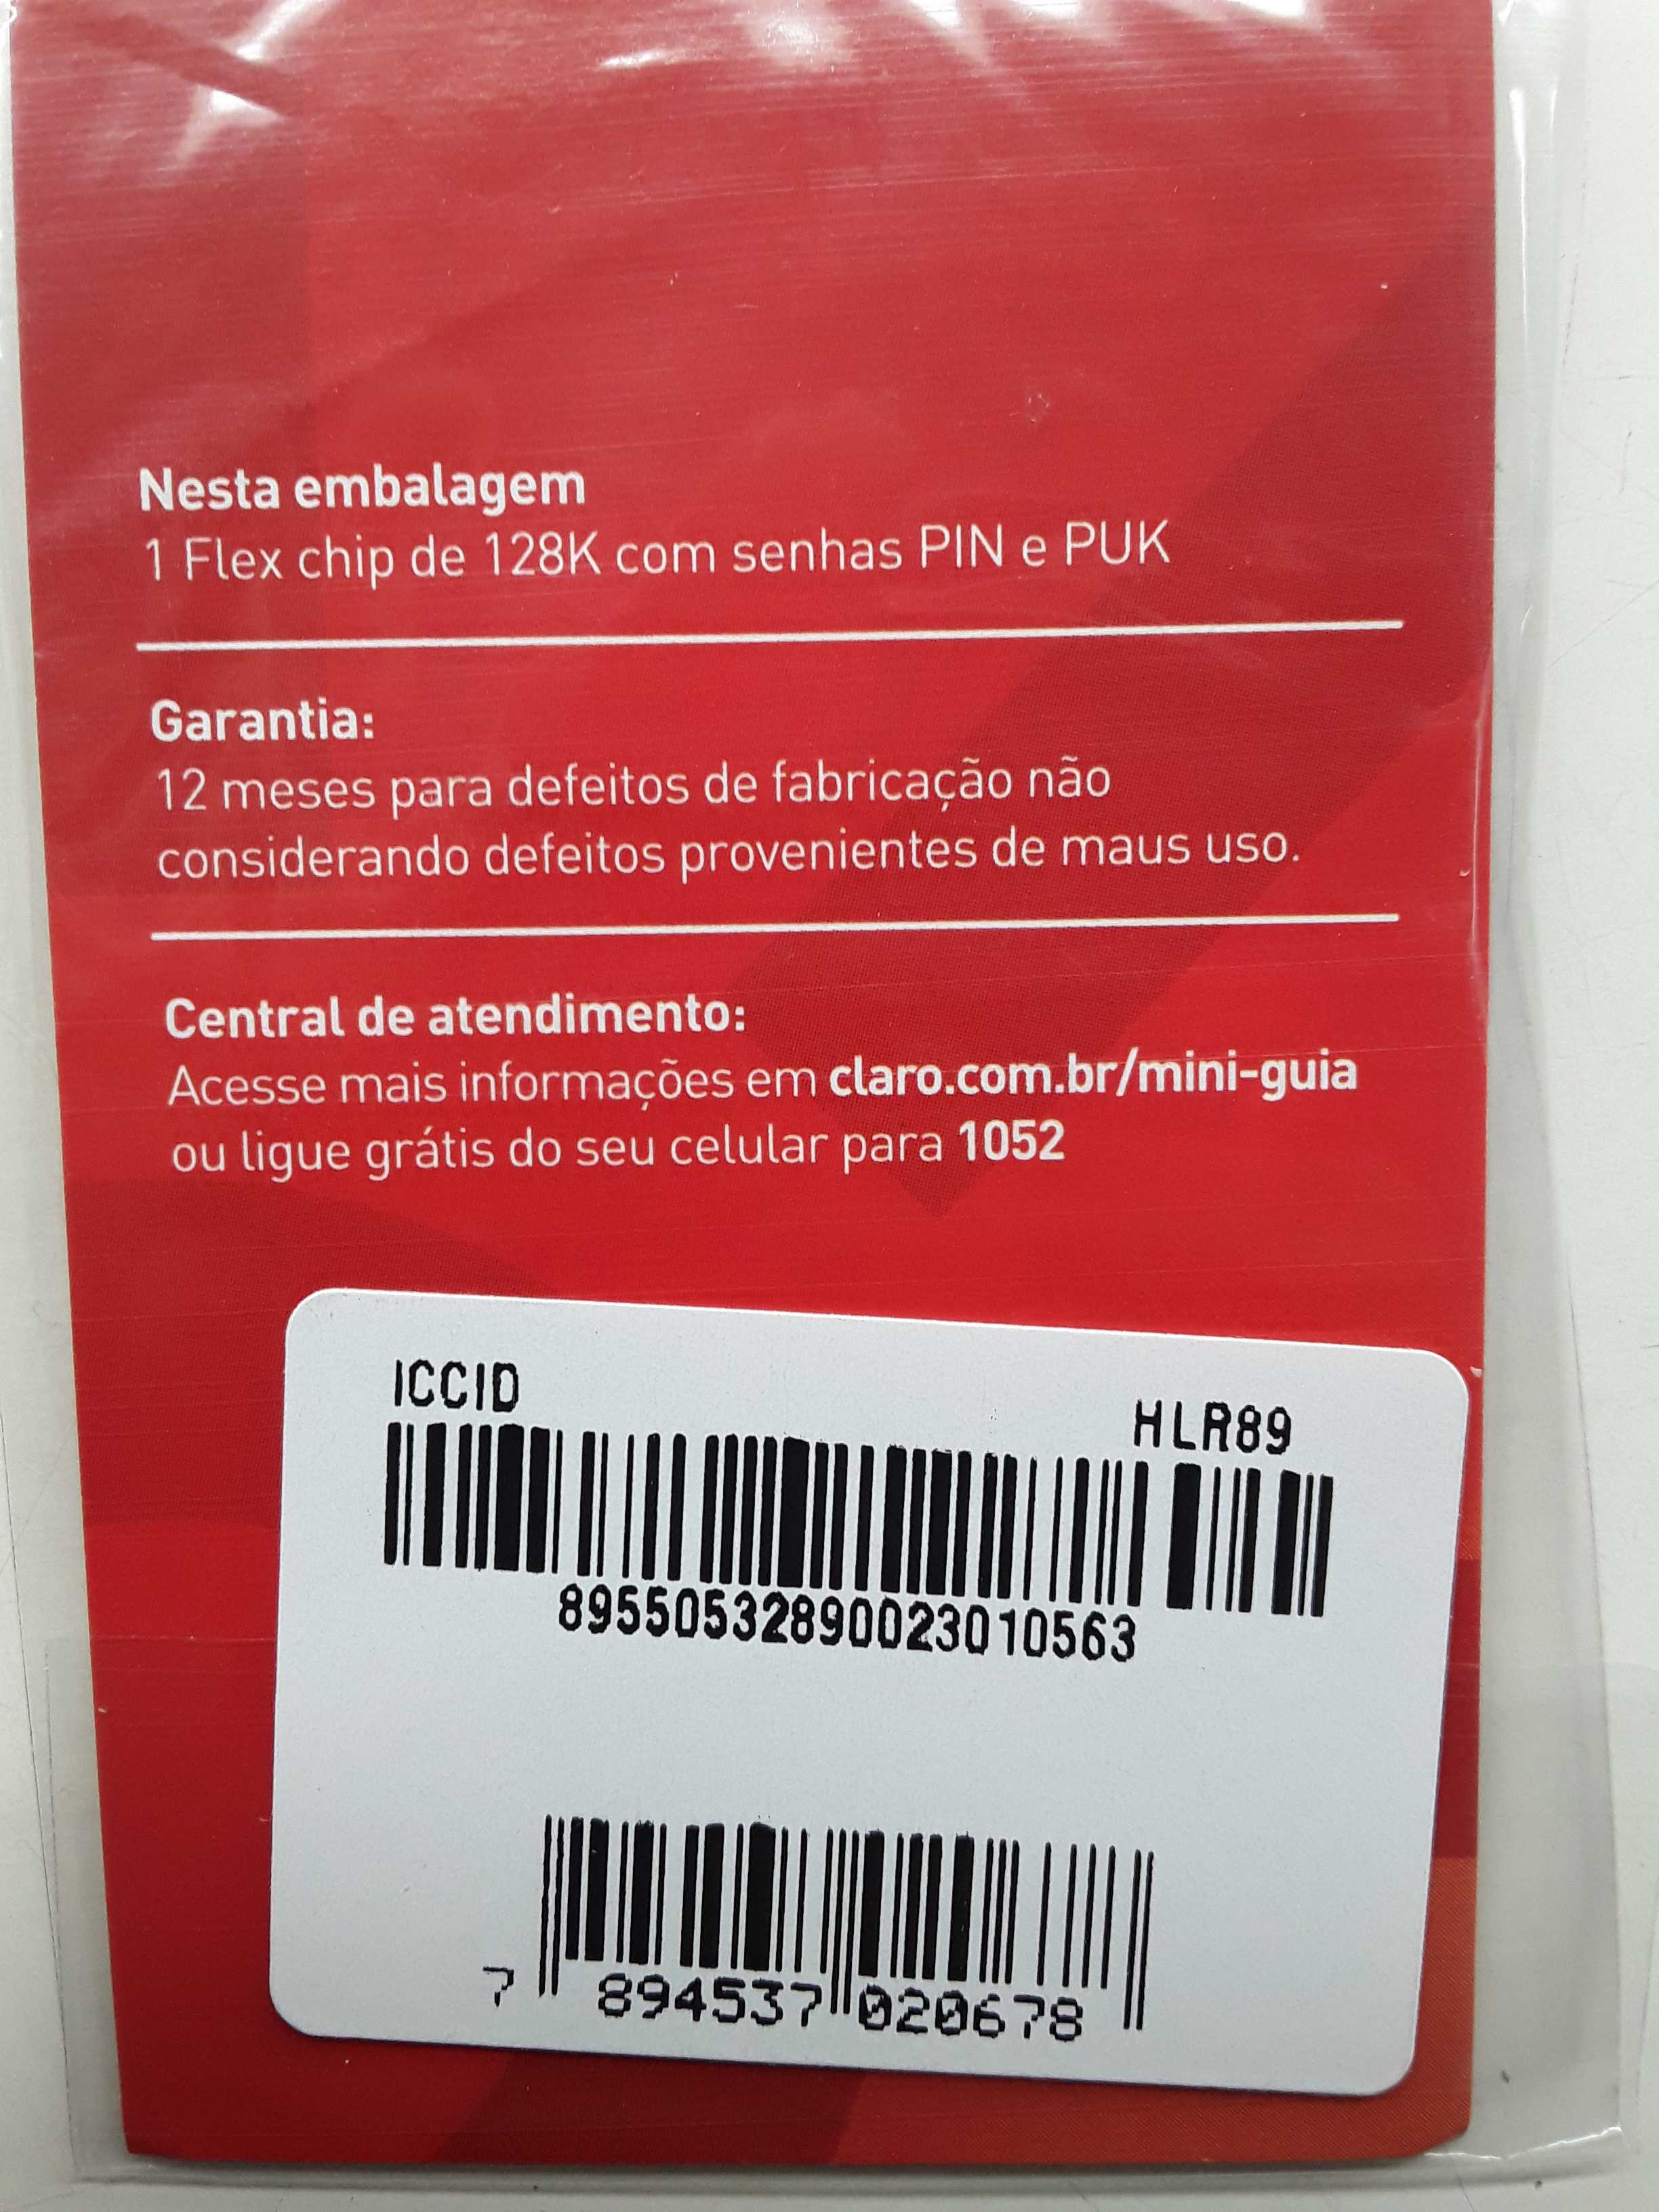 Nesta embalagem
1 Flex chip de 128K com senhas PIN e PUK
Garantia:
12 meses para defeitos de fabricação não
considerando defeitos provenientes de maus uso.
Central de atendimento:
Acesse mais informações em claro.com.br/mini-guia
ou ligue grátis do seu celular para 1052
ICCID
HLR89
89550532890023010563
7 894537 020678